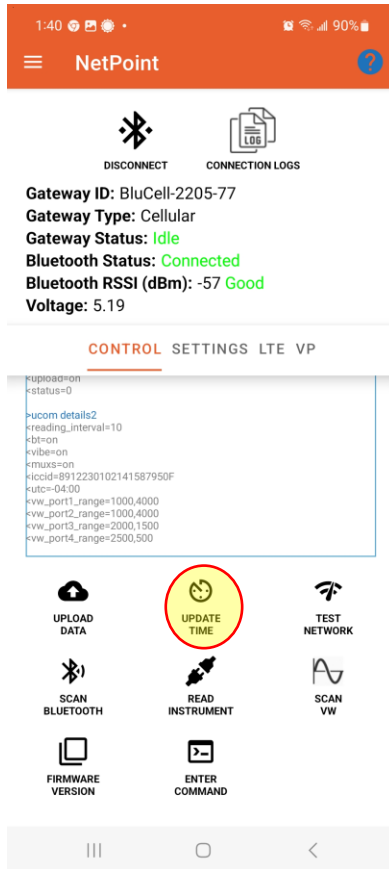 1:40
90%
NetPoint
?
LOG
DISCONNECT
CONNECTION LOGS
Gateway ID: BluCell-2205-77
Gateway Type: Cellular
Gateway Status: Idle
Bluetooth Status: Connected
Bluetooth RSSI (dBm): -57 Good
Voltage: 5.19
CONTROL SETTINGS LTE VP
<upload=on
<status=0
>ucom details2
<reading_interval=10
<bt=on
<vibe=on
<muxs=on
<iccid=8912230102141587950F
<utc=-04:00
<vw_port1_range=1000,4000
<vw_port2_range=1000,4000
<vw_port3_range=2000,1500
<vw_port4_range=2500,500
UPLOAD
DATA
UPDATE
TIME
TEST
NETWORK
SCAN
BLUETOOTH
READ
INSTRUMENT
SCAN
VW
FIRMWARE
VERSION
ENTER
COMMAND